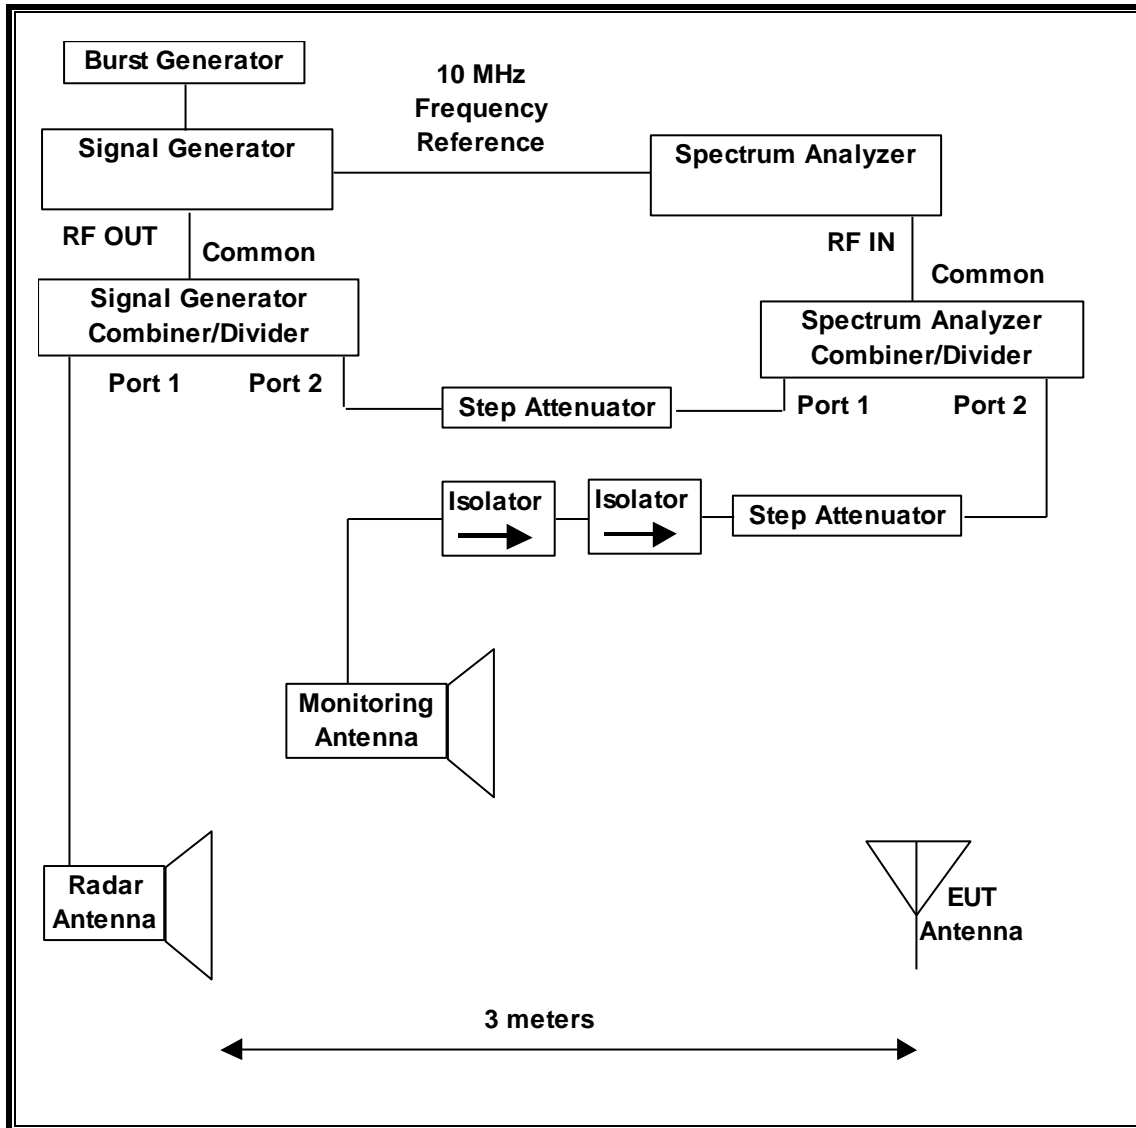 Burst Generator
10 MHz
Frequency
Reference
Signal Generator
Spectrum Analyzer
RF OUT
Common
RF IN
Common
Signal Generator
Combiner/Divider
Spectrum Analyzer
Combiner/Divider
Port 1
Port 2
Step Attenuator
Port 1
Port 2
Isolator
Isolator
Step Attenuator
Monitoring
Antenna
Radar
Antenna
EUT
Antenna
3 meters